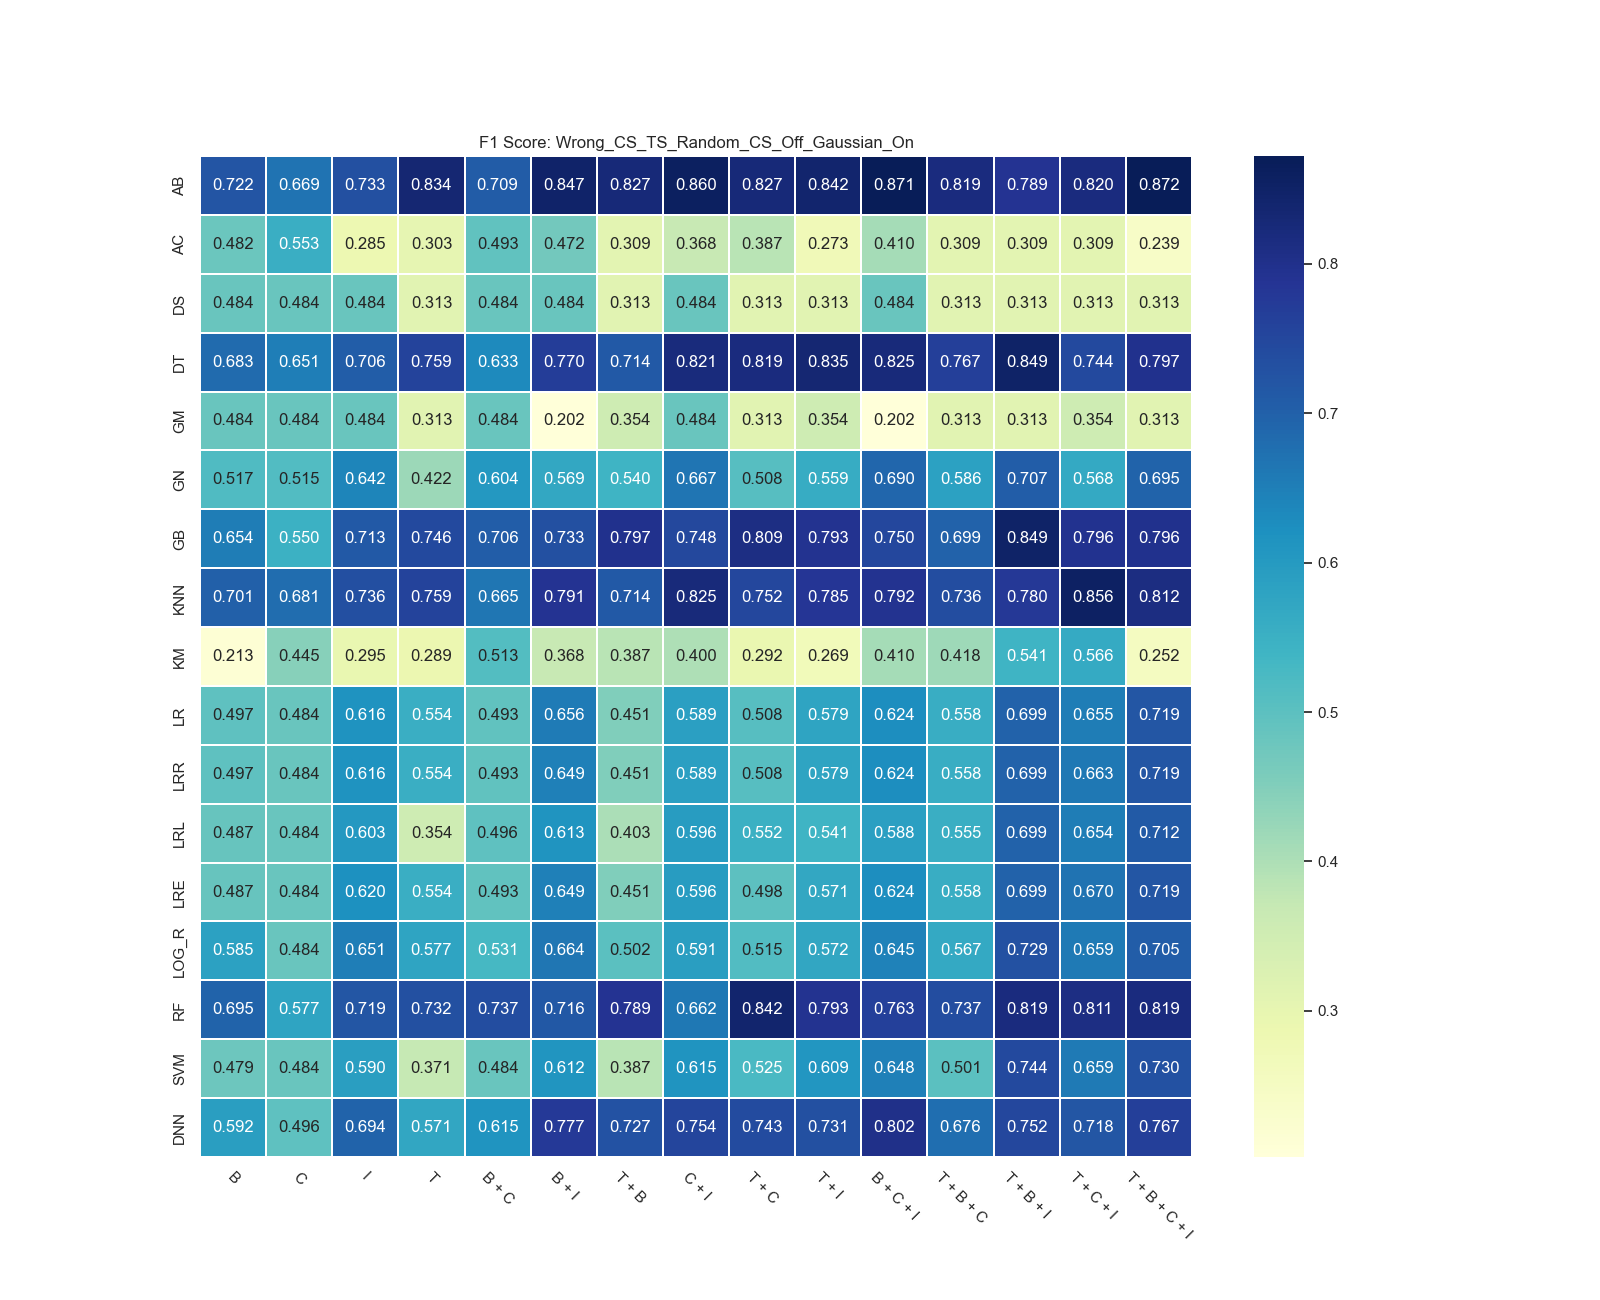 F1 Score: Wrong_CS_TS_Random_CS_Off_Gaussian_On
AB 0.722 0.669 0.733 0.834 0.709 0.847 0.827 0.860 0.827 0.842 0.871 0.819 0.789 0.820 0.872
AC 0.482 0.553 0.285 0.303 0.493 0.472 0.309 0.368 0.387 0.273 0.410 0.309 0.309 0.309 0.239
DS 0.484 0.484 0.484 0.313 0.484 0.484 0.313 0.484 0.313 0.313 0.484 0.313 0.313 0.313 0.313
DT 0.683 0.651 0.706 0.759 0.633 0.770 0.714 0.821 0.819 0.835 0.825 0.767 0.849 0.744 0.797
GM 0.484 0.484 0.484 0.313 0.484 0.202 0.354 0.484 0.313 0.354 0.202 0.313 0.313 0.354 0.313
GN 0.517 0.515 0.642 0.422 0.604 0.569 0.540 0.667 0.508 0.559 0.690 0.586 0.707 0.568 0.695
GB 0.654 0.550 0.713 0.746 0.706 0.733 0.797 0.748 0.809 0.793 0.750 0.699 0.849 0.796 0.796
KNN 0.701 0.681 0.736 0.759 0.665 0.791 0.714 0.825 0.752 0.785 0.792 0.736 0.780 0.856 0.812
KM 0.213 0.445 0.295 0.289 0.513 0.368 0.387 0.400 0.292 0.269 0.410 0.418 0.541 0.566 0.252
LR 0.497 0.484 0.616 0.554 0.493 0.656 0.451 0.589 0.508 0.579 0.624 0.558 0.699 0.655 0.719
LRR 0.497 0.484 0.616 0.554 0.493 0.649 0.451 0.589 0.508 0.579 0.624 0.558 0.699 0.663 0.719
LRL 0.487 0.484 0.603 0.354 0.496 0.613 0.403 0.596 0.552 0.541 0.588 0.555 0.699 0.654 0.712
LRE 0.487 0.484 0.620 0.554 0.493 0.649 0.451 0.596 0.498 0.571 0.624 0.558 0.699 0.670 0.719
LOG_R 0.585 0.484 0.651 0.577 0.531 0.664 0.502 0.591 0.515 0.572 0.645 0.567 0.729 0.659 0.705
RF 0.695 0.577 0.719 0.732 0.737 0.716 0.789 0.662 0.842 0.793 0.763 0.737 0.819 0.811 0.819
SVM 0.479 0.484 0.590 0.371 0.484 0.612 0.387 0.615 0.525 0.609 0.648 0.501 0.744 0.659 0.730
DNN 0.592 0.496 0.694 0.571 0.615 0.777 0.727 0.754 0.743 0.731 0.802 0.676 0.752 0.718 0.767
B
C
I
T
B + C
B + I
T + B
C + I
T + C
T + I
B + C + I
T + B + C
T + B + I
T + C + I
T + B + C + I
0.8
0.7
0.6
0.5
0.4
0.3